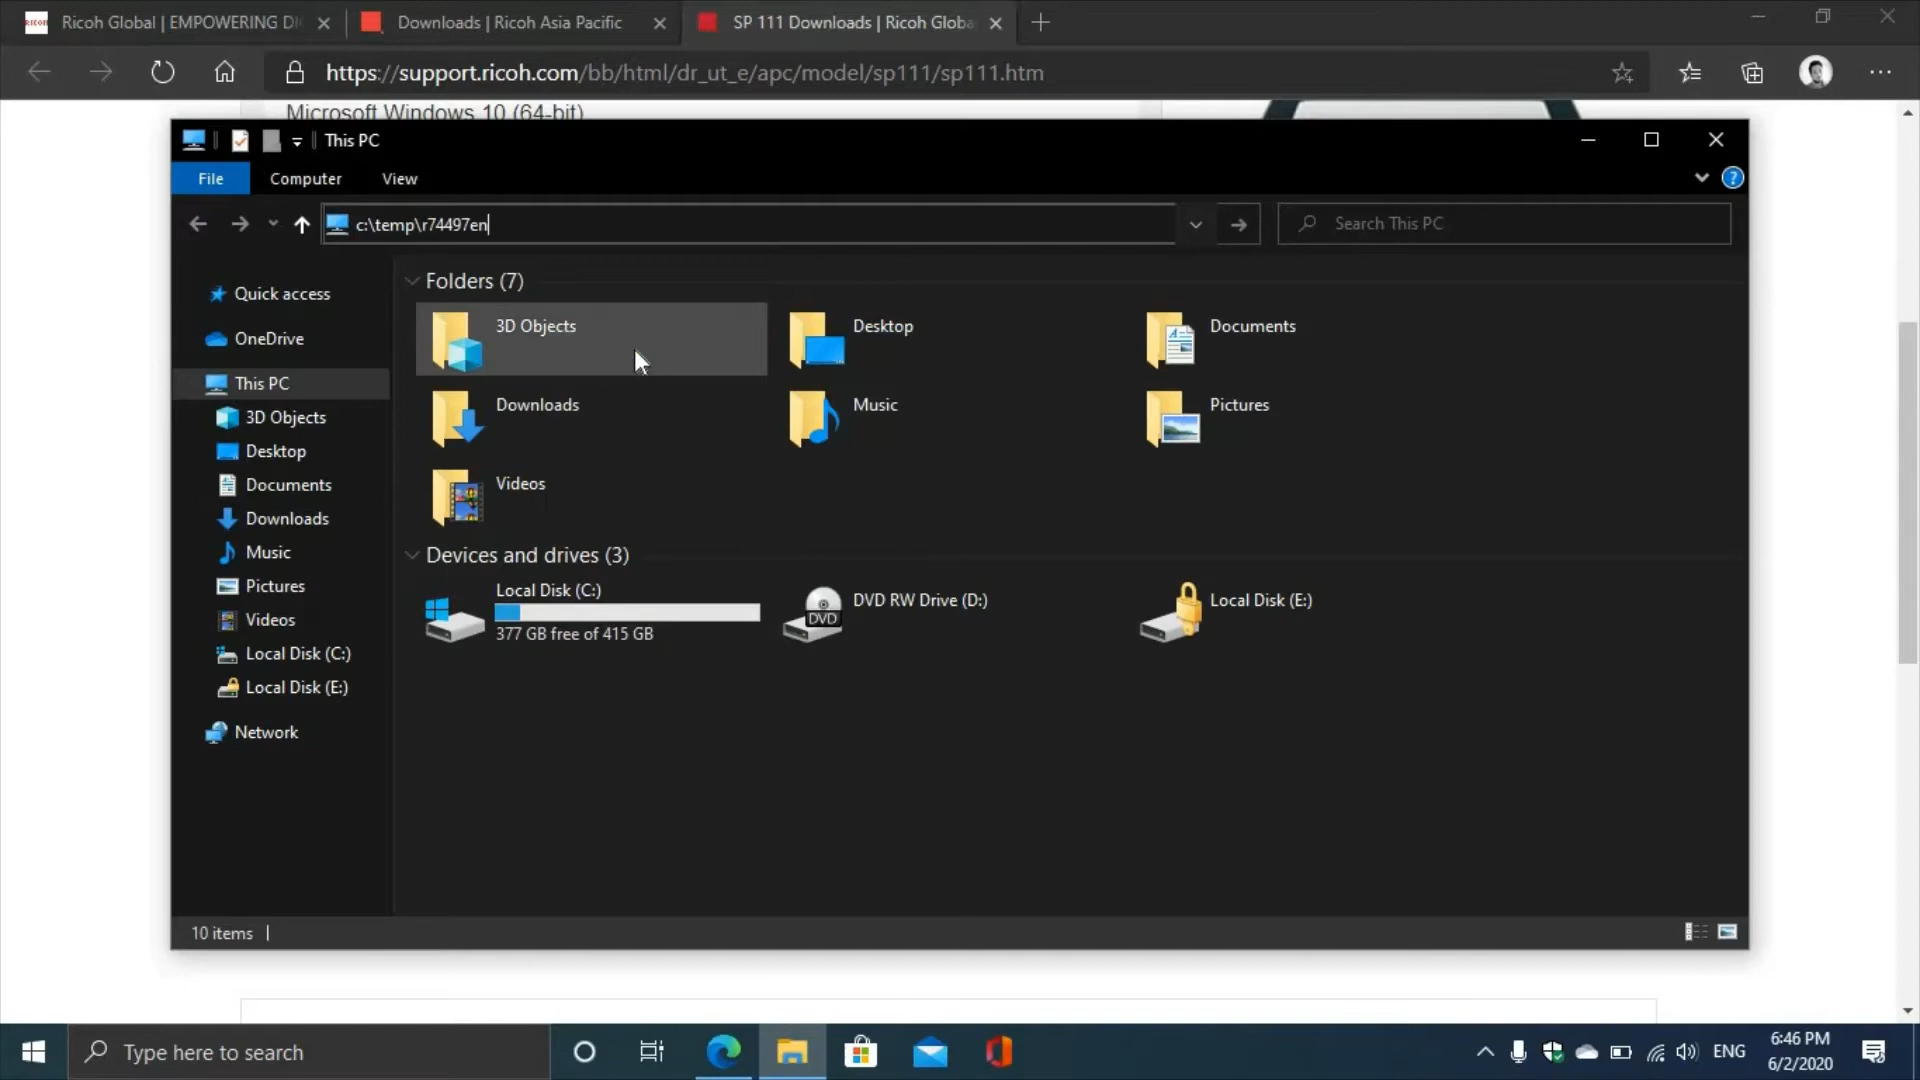 RICOH
Ricoh Global | EMPOWERING DI
Downloads | Ricoh Asia Pacific
SP 111 Downloads | Ricoh Globa
https://support.ricoh.com/bb/html/dr_ut_e/apc/model/sp111/sp111.htm
Microsoft Windows 10 (64-bit)
This PC
File
Computer
View
?
c:\temp\r74497en
Search This PC
Quick access
OneDrive
This PC
3D Objects
Desktop
Documents
Downloads
Music
Pictures
Videos
Local Disk (C:)
Local Disk (E:)
Network
Folders (7)
3D Objects
Desktop
Documents
Downloads
Music
Pictures
Videos
Devices and drives (3)
Local Disk (C:)
377 GB free of 415 GB
DVD
DVD RW Drive (D:)
Local Disk (E:)
10 items
Type here to search
ENG
6:46 PM
6/2/2020